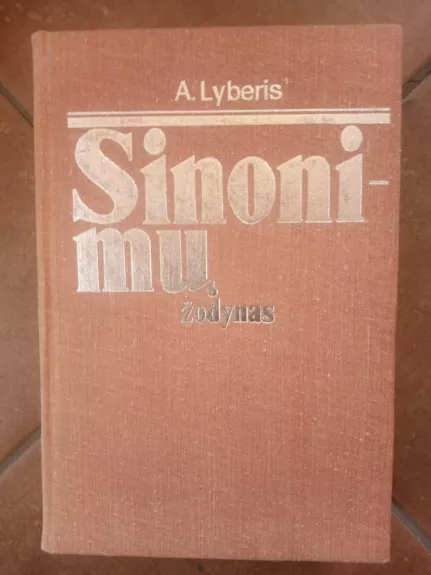 A. Lyberis
Sinoni-
mų
žodynas